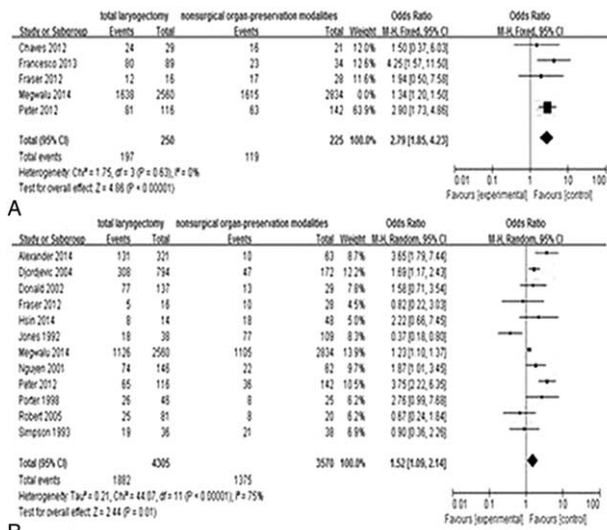 total laryngectomy nonsurgical organ-preservation modalities Odds Ratio Odds Ratio
Study or Subgroup Events Total Events Total Weight M-H, Fixed, 95% CI M-H, Fixed, 95% CI
Chaves 2012 24 29 16 21 12.0% 1.50 [0.37, 6.03]
Francesco 2013 80 89 23 34 12.2% 4.25 [1.57, 11.50]
Fraser 2012 12 16 17 28 11.9% 1.94 [0.50, 7.58]
Megwalu 2014 1638 2560 1615 2834 0.0% 1.34 [1.20, 1.50]
Peter 2012 81 116 63 142 63.9% 2.90 [1.73, 4.86]
Total (95% CI) 250 225 100.0% 2.79 [1.85, 4.23]
Total events 197 119
Heterogeneity: Chi² = 1.75, df = 3 (P = 0.63); I² = 0%
Test for overall effect: Z = 4.86 (P < 0.00001)
0.01 0.1 1 10 100
Favours [experimental] Favours [control]
A
total laryngectomy nonsurgical organ-preservation modalities Odds Ratio Odds Ratio
Study or Subgroup Events Total Events Total Weight M-H, Random, 95% CI M-H, Random, 95% CI
Alexander 2014 131 321 10 63 8.7% 3.65 [1.79, 7.44]
Djordjevic 2004 308 794 47 172 12.2% 1.69 [1.17, 2.43]
Donald 2002 77 137 13 29 7.8% 1.58 [0.71, 3.54]
Fraser 2012 5 16 10 28 0.82 [0.22, 3.03]
Hsin 2014 8 14 18 48 2.22 [0.66, 7.45]
Jones 1992 18 38 77 109 0.37 [0.18, 0.80]
Megwalu 2014 1126 2560 1105 2834 13.9% 1.23 [1.10, 1.37]
Nguyen 2001 74 146 22 62 1.87 [1.01, 3.45]
Peter 2012 65 116 36 142 3.75 [2.22, 6.35]
Porter 1998 26 46 8 25 2.76 [0.99, 7.68]
Robert 2005 25 81 8 20 0.67 [0.24, 1.84]
Simpson 1993 19 36 21 38 0.90 [0.36, 2.26]
Total (95% CI) 4305 3570 100.0% 1.52 [1.09, 2.14]
Total events 1882 1375
Heterogeneity: Tau² = 0.21, Chi² = 44.07, df = 11 (P < 0.00001); I² = 75%
Test for overall effect: Z = 2.44 (P = 0.01)
0.01 0.1 1 10 100
Favours [experimental] Favours [control]
B